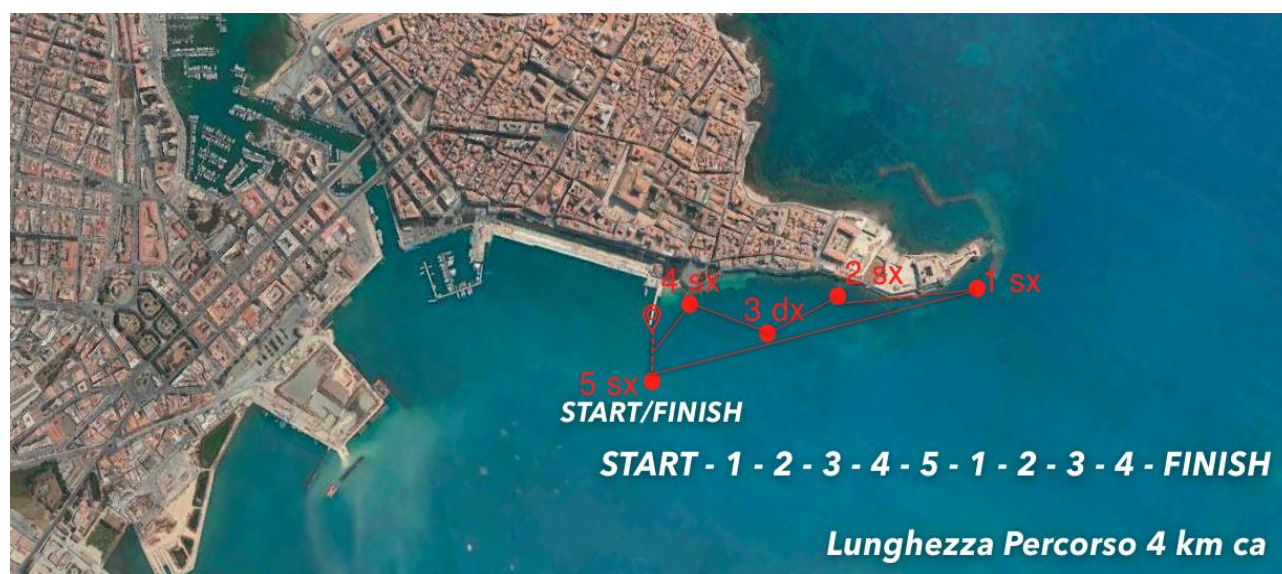 4 sx
2 sx
1 sx
3 dx
5 sx
START/FINISH
START - 1 - 2 - 3 - 4 - 5 - 1 - 2 - 3 - 4 - FINISH
Lunghezza Percorso 4 km ca